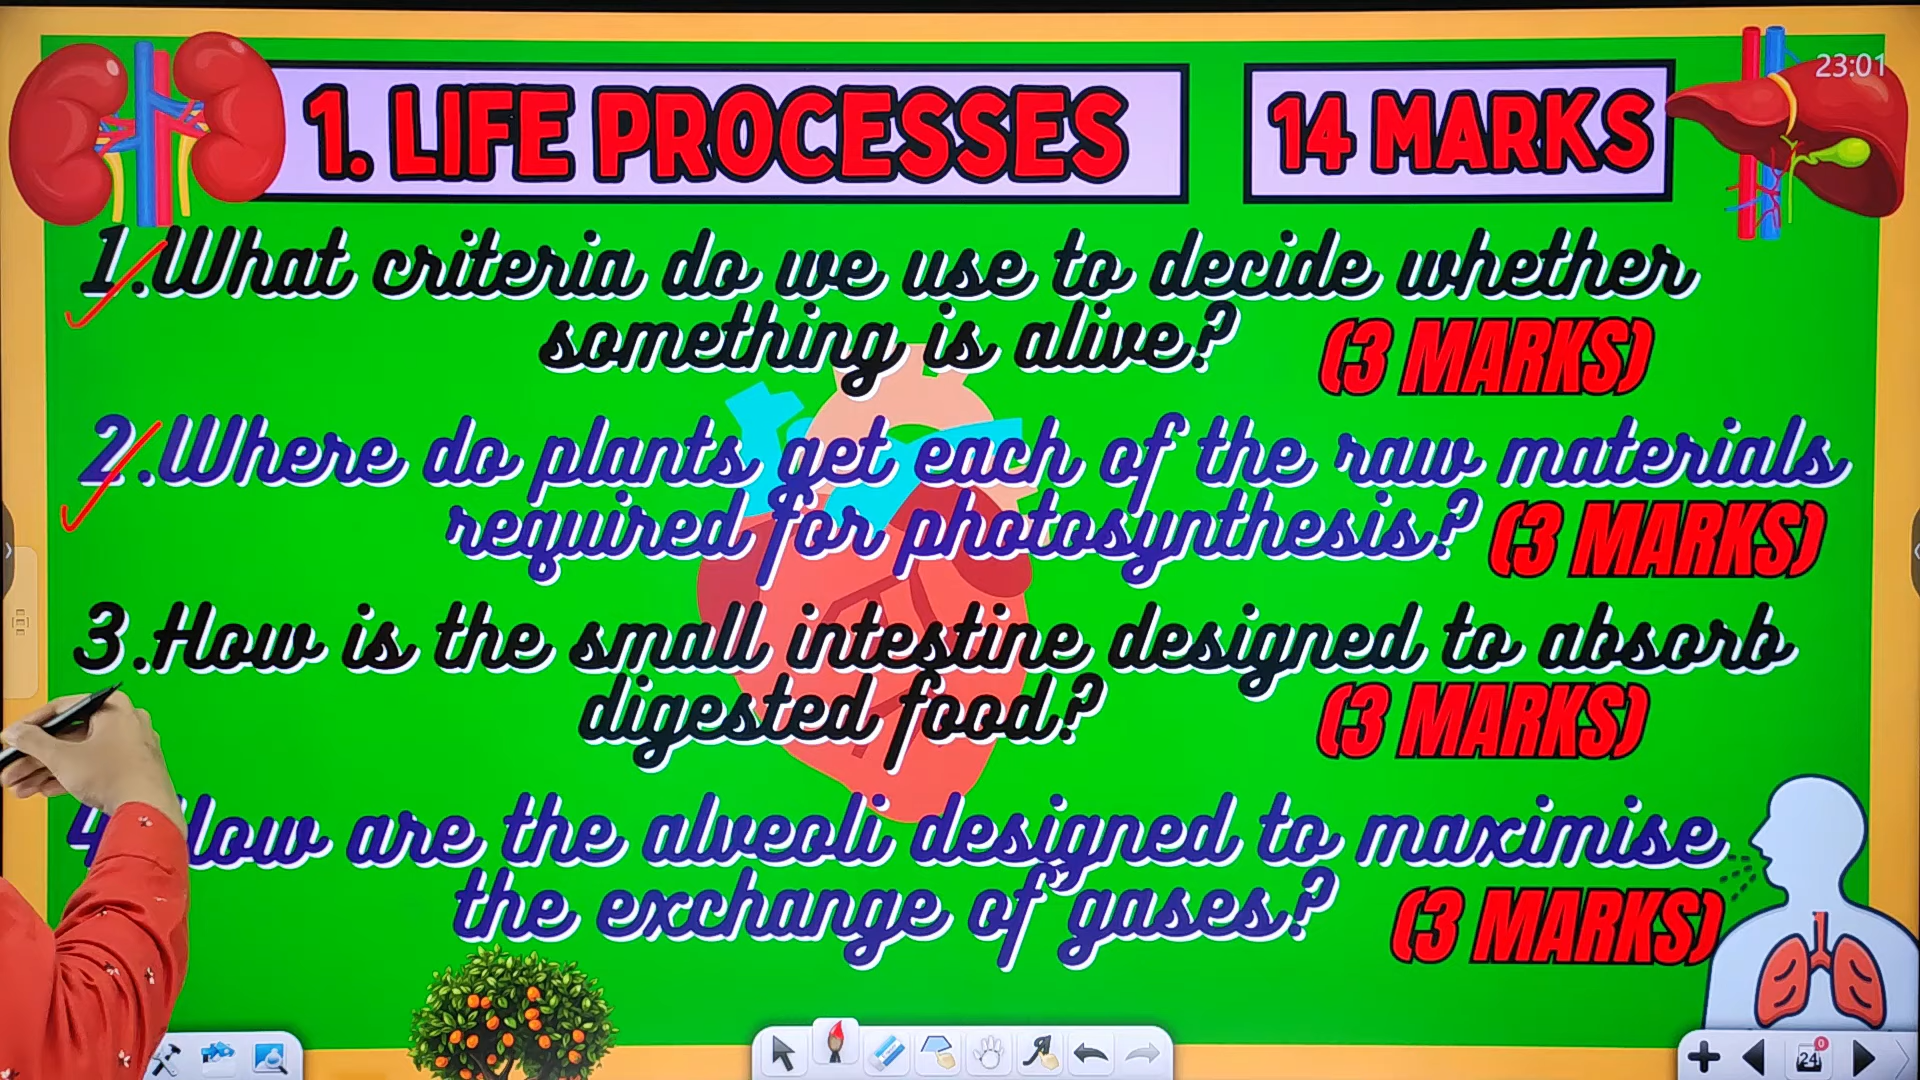 23:01
1. LIFE PROCESSES
14 MARKS
1.What criteria do we use to decide whether
something is alive?
(3 MARKS)
2.Where do plants get each of the raw materials
required for photosynthesis?
(3 MARKS)
3.How is the small intestine designed to absorb
digested food?
(3 MARKS)
are the alveoli designed to maximise
the exchange of gases?
(3 MARKS)
24
0